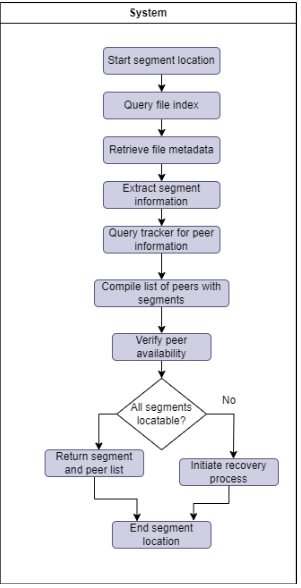 System
Start segment location
Query file index
Retrieve file metadata
Extract segment
information
Query tracker for peer
information
Compile list of peers with
segments
Verify peer
availability
All segments
locatable?
No
Return segment
and peer list
Initiate recovery
process
End segment
location